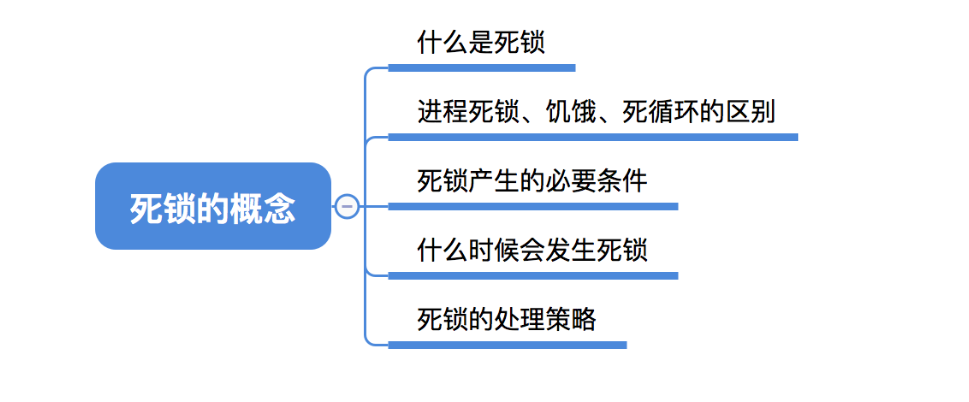 什么是死锁
进程死锁、饥饿、死循环的区别
死锁产生的必要条件
死锁的概念
什么时候会发生死锁
死锁的处理策略